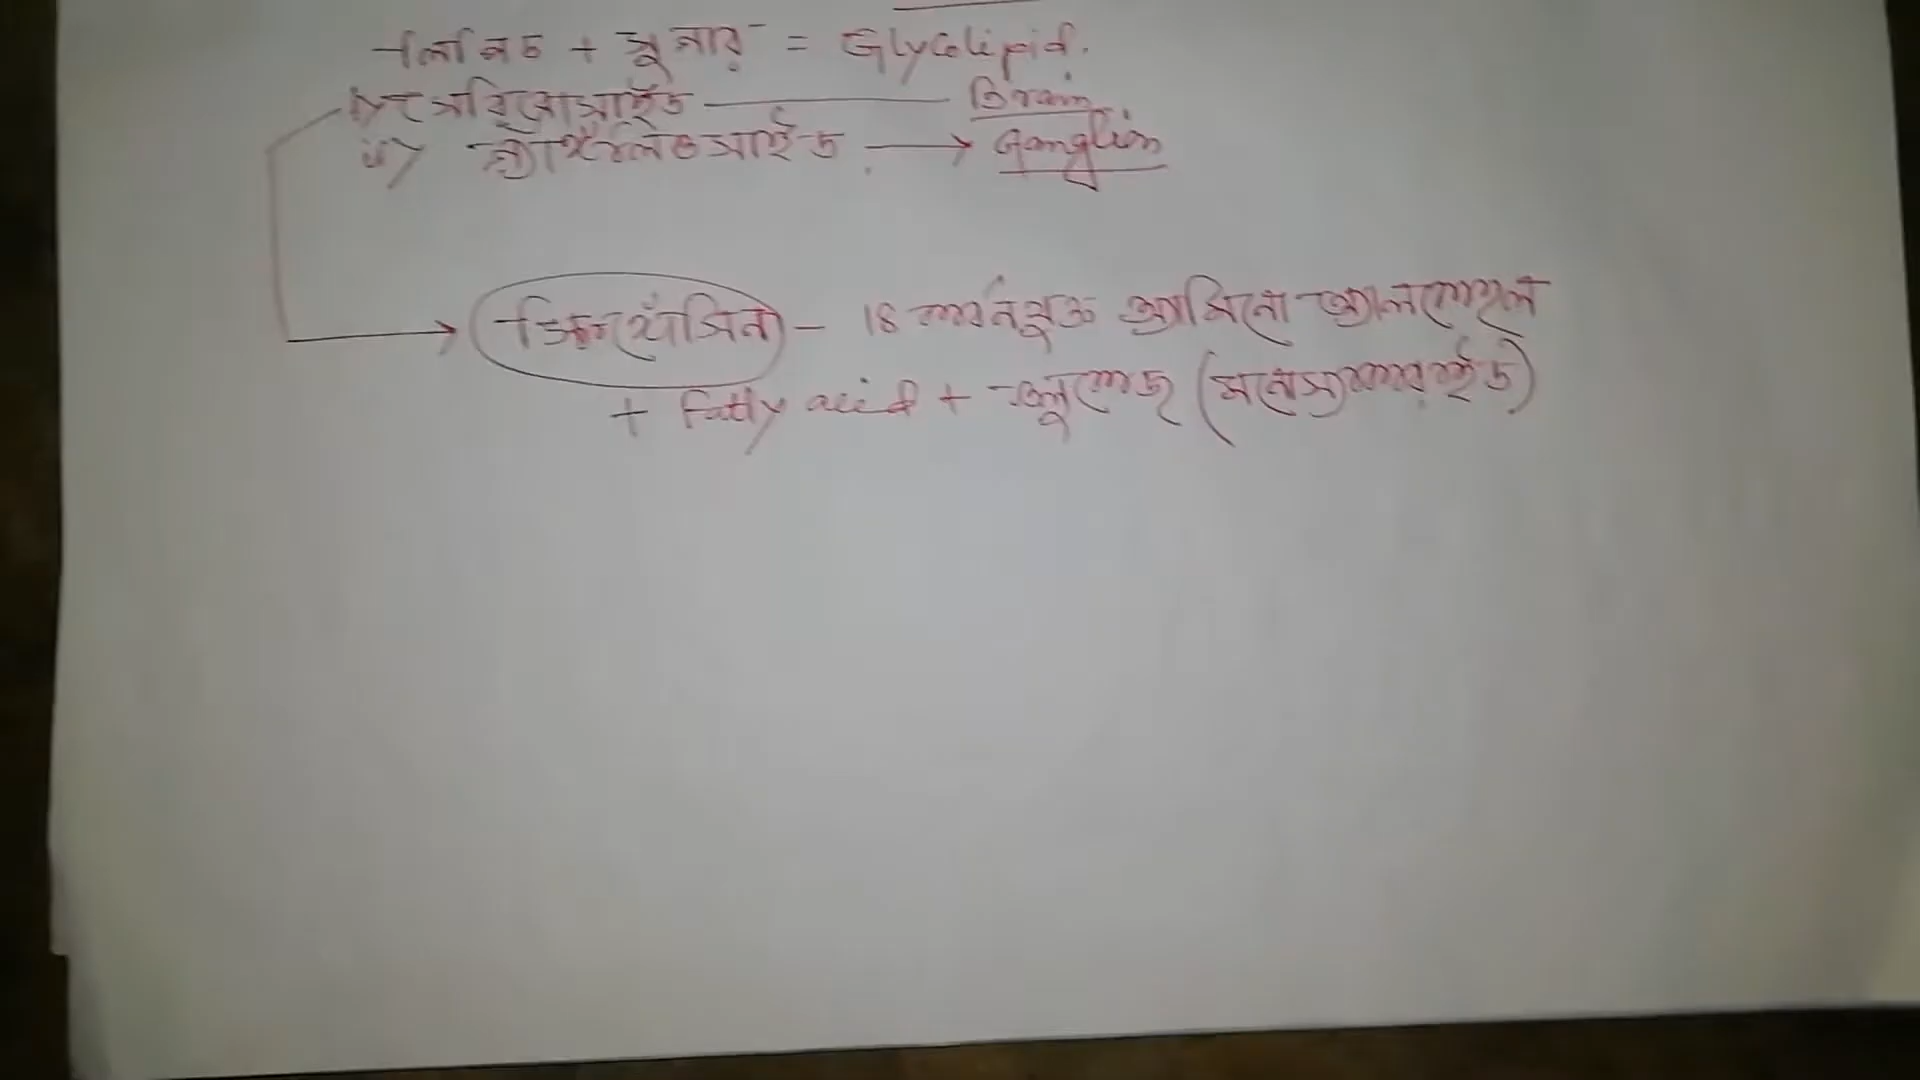 লিপিড + সুগার = Glycolipid.
i) সেরিব্রোসাইড — Brain
ii) গ্যাংলিওসাইড → Ganglion
→ স্ফিংগোসিন – 18 কার্বনযুক্ত অ্যামিনো অ্যালকোহল
+ Fatty acid + গ্লুকোজ (মনোস্যাকারাইড)